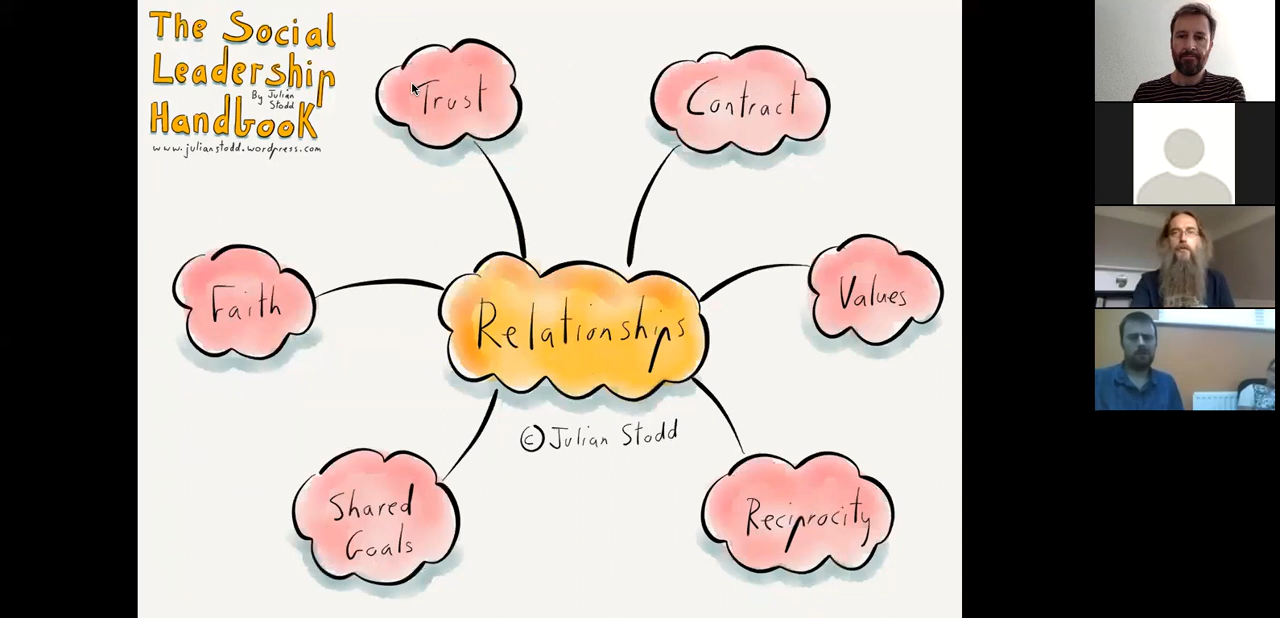 The Social
Leadership
By Julian
Stodd
Handbook
www.julianstodd.wordpress.com
Trust
Contract
Faith
Values
Relationships
© Julian Stodd
Shared
Goals
Reciprocity